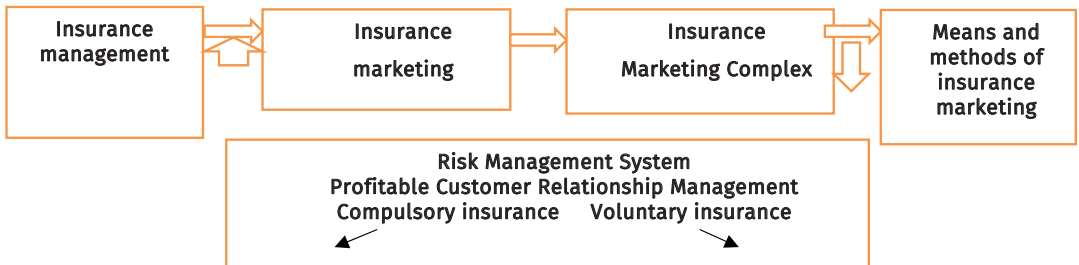 Insurance
management
Insurance
marketing
Insurance
Marketing Complex
Means and
methods of
insurance
marketing
Risk Management System
Profitable Customer Relationship Management
Compulsory insurance Voluntary insurance